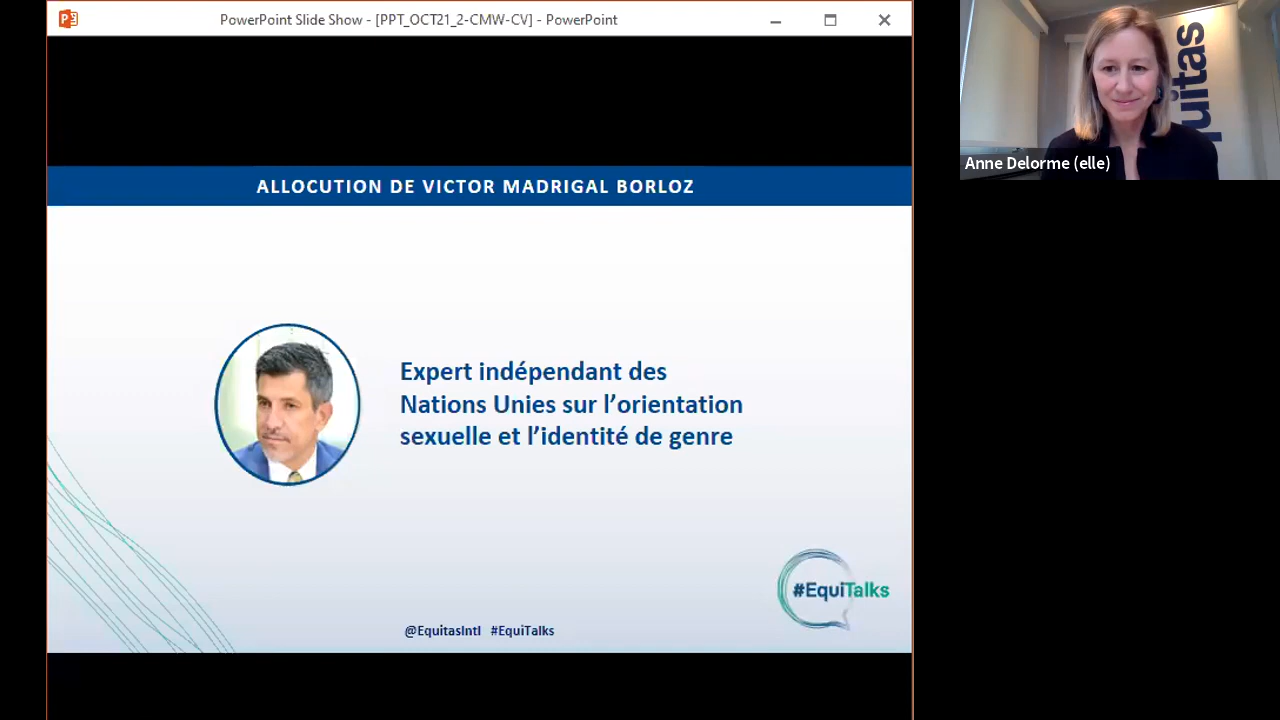 PowerPoint Slide Show - [PPT_OCT21_2-CMW-CV] - PowerPoint
ALLOCUTION DE VICTOR MADRIGAL BORLOZ
Expert indépendant des
Nations Unies sur l’orientation
sexuelle et l’identité de genre
#EquiTalks
@EquitasIntl #EquiTalks
uitas
Anne Delorme (elle)